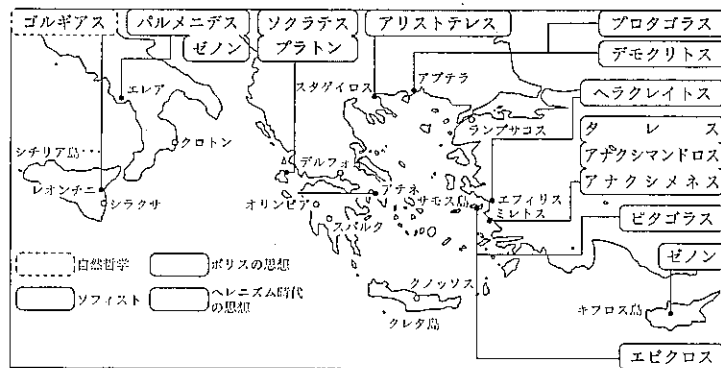 ゴルギアス
パルメニデス
ゼノン
ソクラテス
プラトン
アリストテレス
プロタゴラス
デモクリトス
ヘラクレイトス
タレス
アナクシマンドロス
アナクシメネス
ピタゴラス
ゼノン
エピクロス
エレア
クロトン
シチリア島…
レオンチニ
シラクサ
スタゲイロス
アブテラ
ランプサコス
デルフォイ
アテネ
オリンピア
スパルタ
サモス島
エフィリス
ミレトス
クノッソス
クレタ島
キプロス島
自然哲学
ポリスの思想
ソフィスト
ヘレニズム時代
の思想